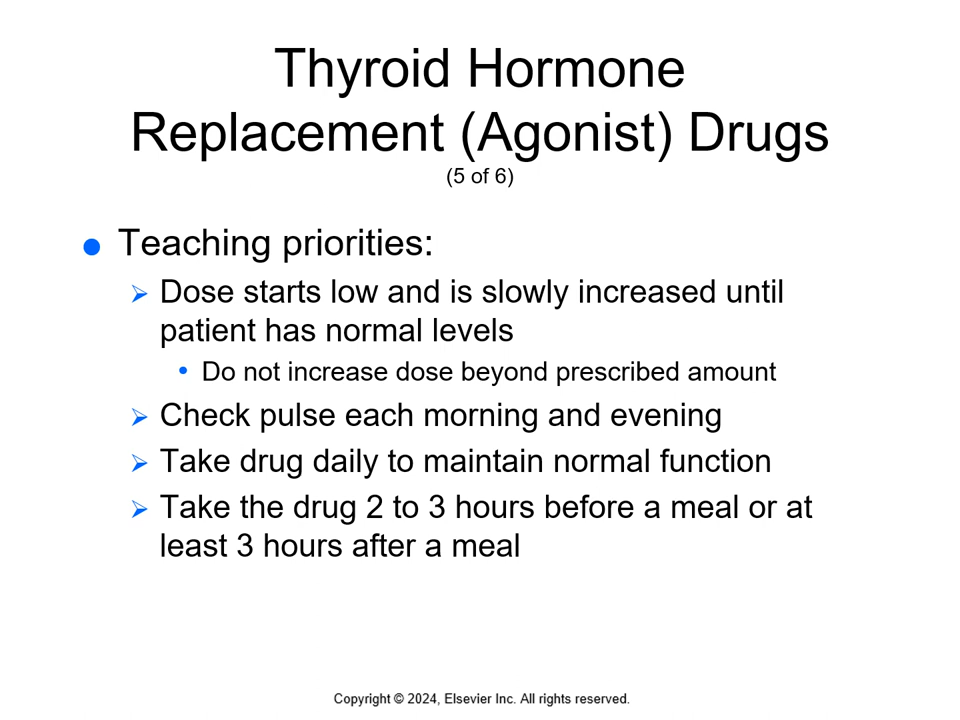 Thyroid Hormone
Replacement (Agonist) Drugs
(5 of 6)
Teaching priorities:
Dose starts low and is slowly increased until
patient has normal levels
Do not increase dose beyond prescribed amount
Check pulse each morning and evening
Take drug daily to maintain normal function
Take the drug 2 to 3 hours before a meal or at
least 3 hours after a meal
Copyright © 2024, Elsevier Inc. All rights reserved.